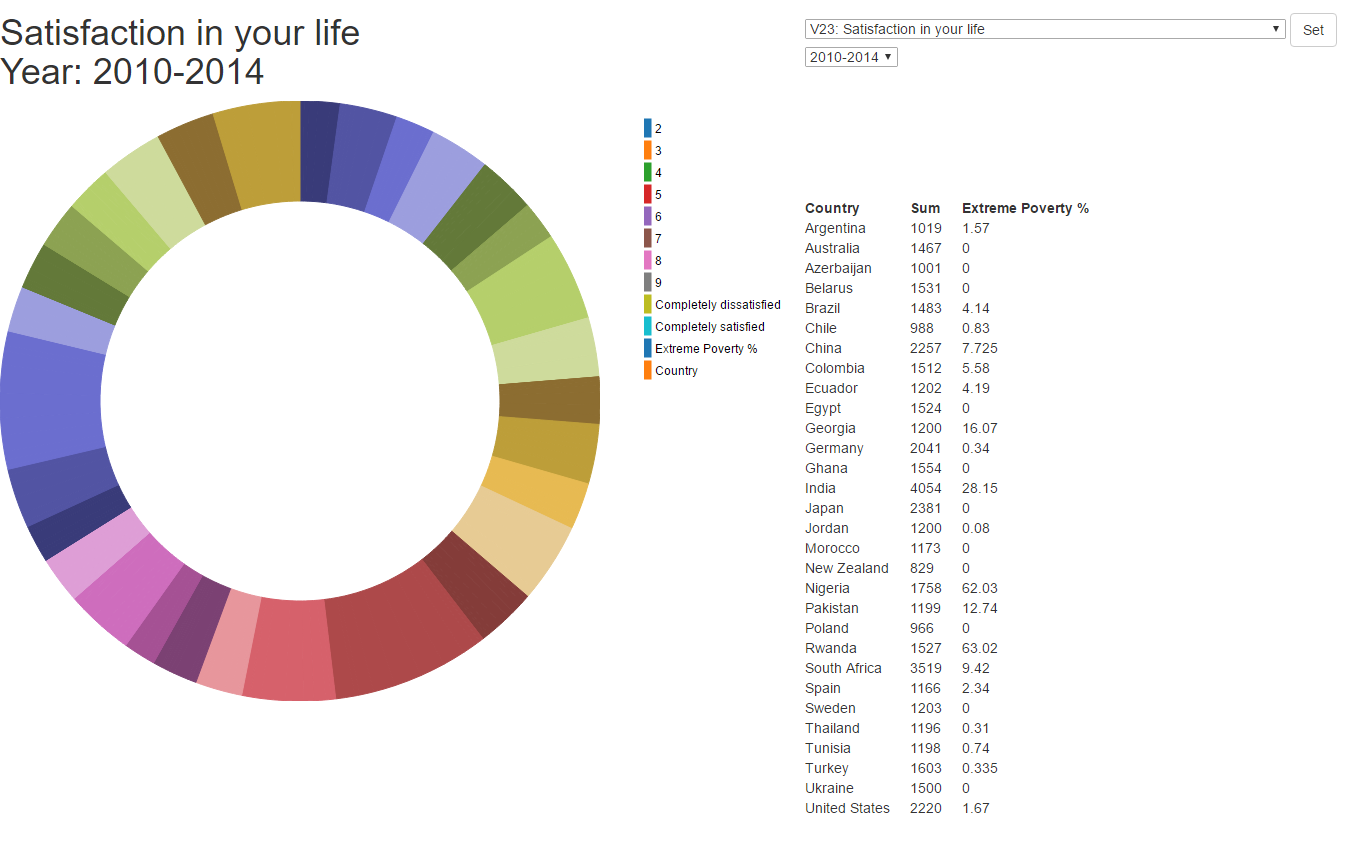 Satisfaction in your life
Year: 2010-2014
V23: Satisfaction in your life
Set
2010-2014
2
3
4
5
6
7
8
9
Completely dissatisfied
Completely satisfied
Extreme Poverty %
Country
Country Sum Extreme Poverty %
Argentina 1019 1.57
Australia 1467 0
Azerbaijan 1001 0
Belarus 1531 0
Brazil 1483 4.14
Chile 988 0.83
China 2257 7.725
Colombia 1512 5.58
Ecuador 1202 4.19
Egypt 1524 0
Georgia 1200 16.07
Germany 2041 0.34
Ghana 1554 0
India 4054 28.15
Japan 2381 0
Jordan 1200 0.08
Morocco 1173 0
New Zealand 829 0
Nigeria 1758 62.03
Pakistan 1199 12.74
Poland 966 0
Rwanda 1527 63.02
South Africa 3519 9.42
Spain 1166 2.34
Sweden 1203 0
Thailand 1196 0.31
Tunisia 1198 0.74
Turkey 1603 0.335
Ukraine 1500 0
United States 2220 1.67